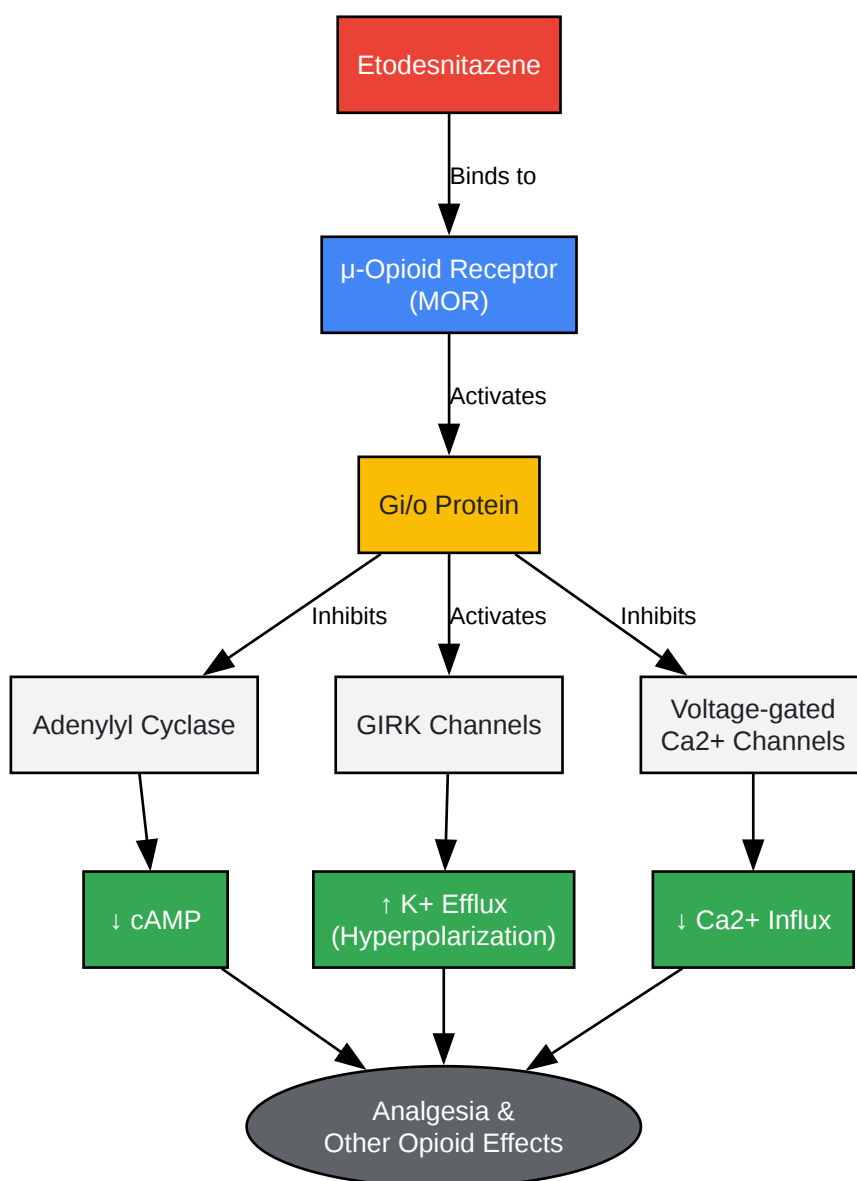 Etodesnitazene
Binds to
µ-Opioid Receptor
(MOR)
Activates
Gi/o Protein
Inhibits
Activates
Inhibits
Adenylyl Cyclase
GIRK Channels
Voltage-gated
Ca2+ Channels
↓ cAMP
↑ K+ Efflux
(Hyperpolarization)
↓ Ca2+ Influx
Analgesia &
Other Opioid Effects